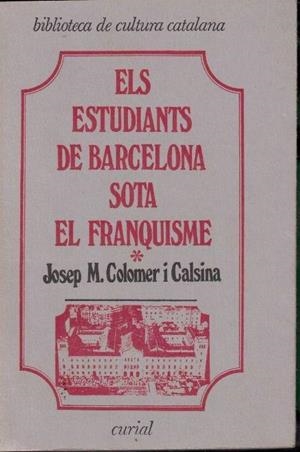 biblioteca de cultura catalana
ELS
ESTUDIANTS
DE BARCELONA
SOTA
EL FRANQUISME
*
Josep M. Colomer i Calsina
curial